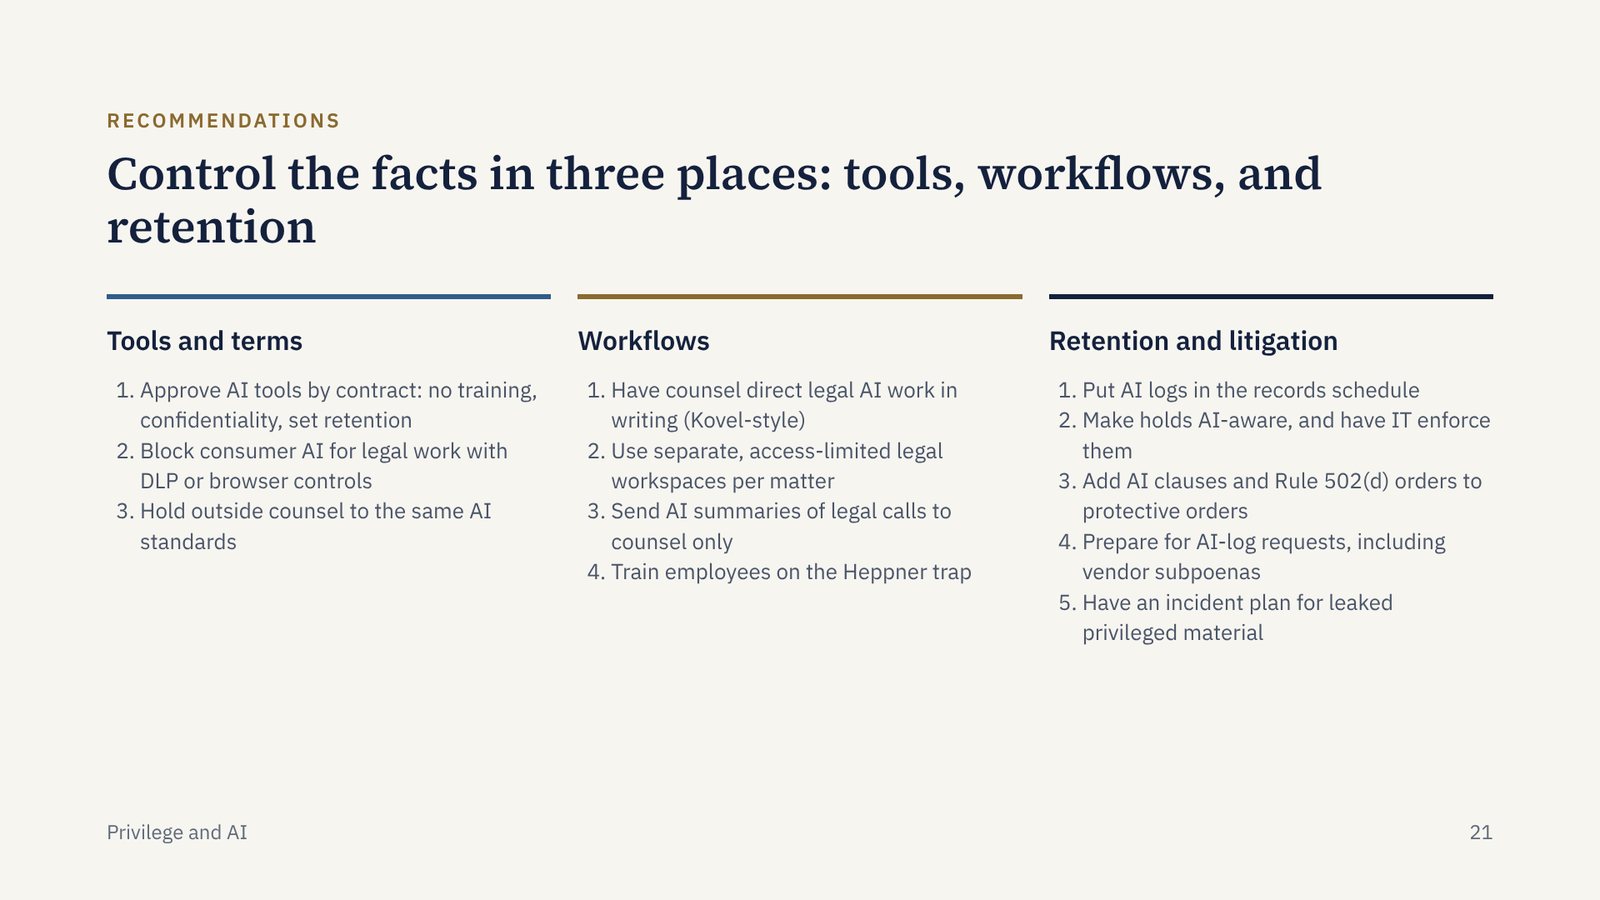 RECOMMENDATIONS
Control the facts in three places: tools, workflows, and
retention
Tools and terms
1. Approve AI tools by contract: no training,
confidentiality, set retention
2. Block consumer AI for legal work with
DLP or browser controls
3. Hold outside counsel to the same AI
standards
Workflows
1. Have counsel direct legal AI work in
writing (Kovel-style)
2. Use separate, access-limited legal
workspaces per matter
3. Send AI summaries of legal calls to
counsel only
4. Train employees on the Heppner trap
Retention and litigation
1. Put AI logs in the records schedule
2. Make holds AI-aware, and have IT enforce
them
3. Add AI clauses and Rule 502(d) orders to
protective orders
4. Prepare for AI-log requests, including
vendor subpoenas
5. Have an incident plan for leaked
privileged material
Privilege and AI
21